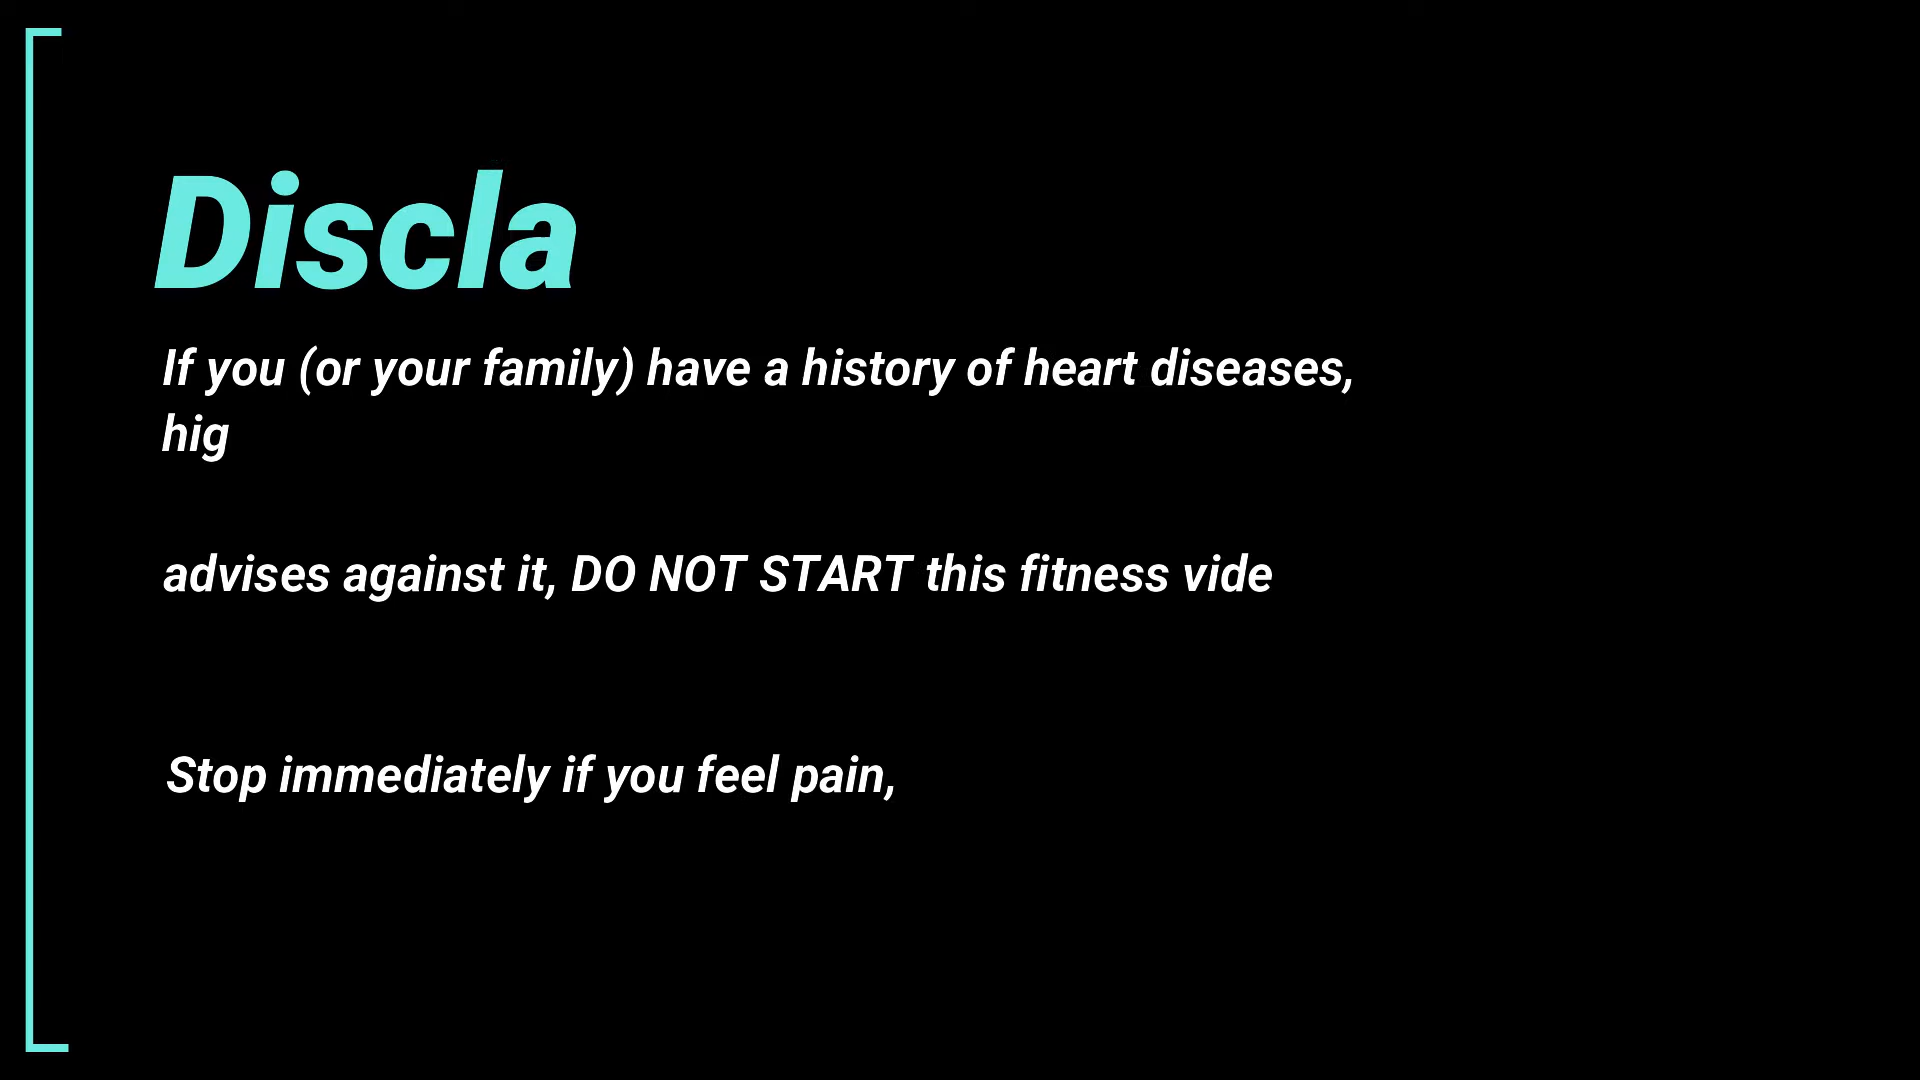 Discla
If you (or your family) have a history of heart diseases,
hig
advises against it, DO NOT START this fitness vide
Stop immediately if you feel pain,